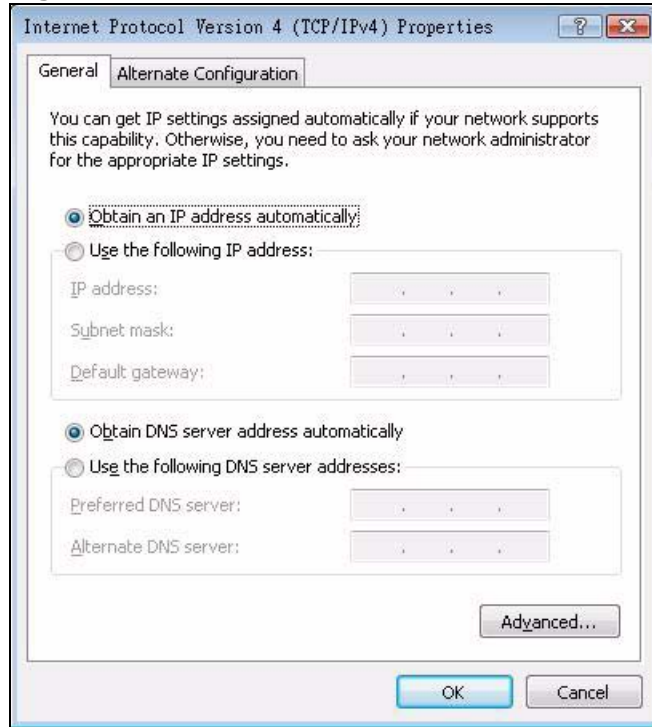 Internet Protocol Version 4 (TCP/IPv4) Properties
General
Alternate Configuration
You can get IP settings assigned automatically if your network supports
this capability. Otherwise, you need to ask your network administrator
for the appropriate IP settings.
Obtain an IP address automatically
Use the following IP address:
IP address:
Subnet mask:
Default gateway:
Obtain DNS server address automatically
Use the following DNS server addresses:
Preferred DNS server:
Alternate DNS server:
Advanced...
OK
Cancel